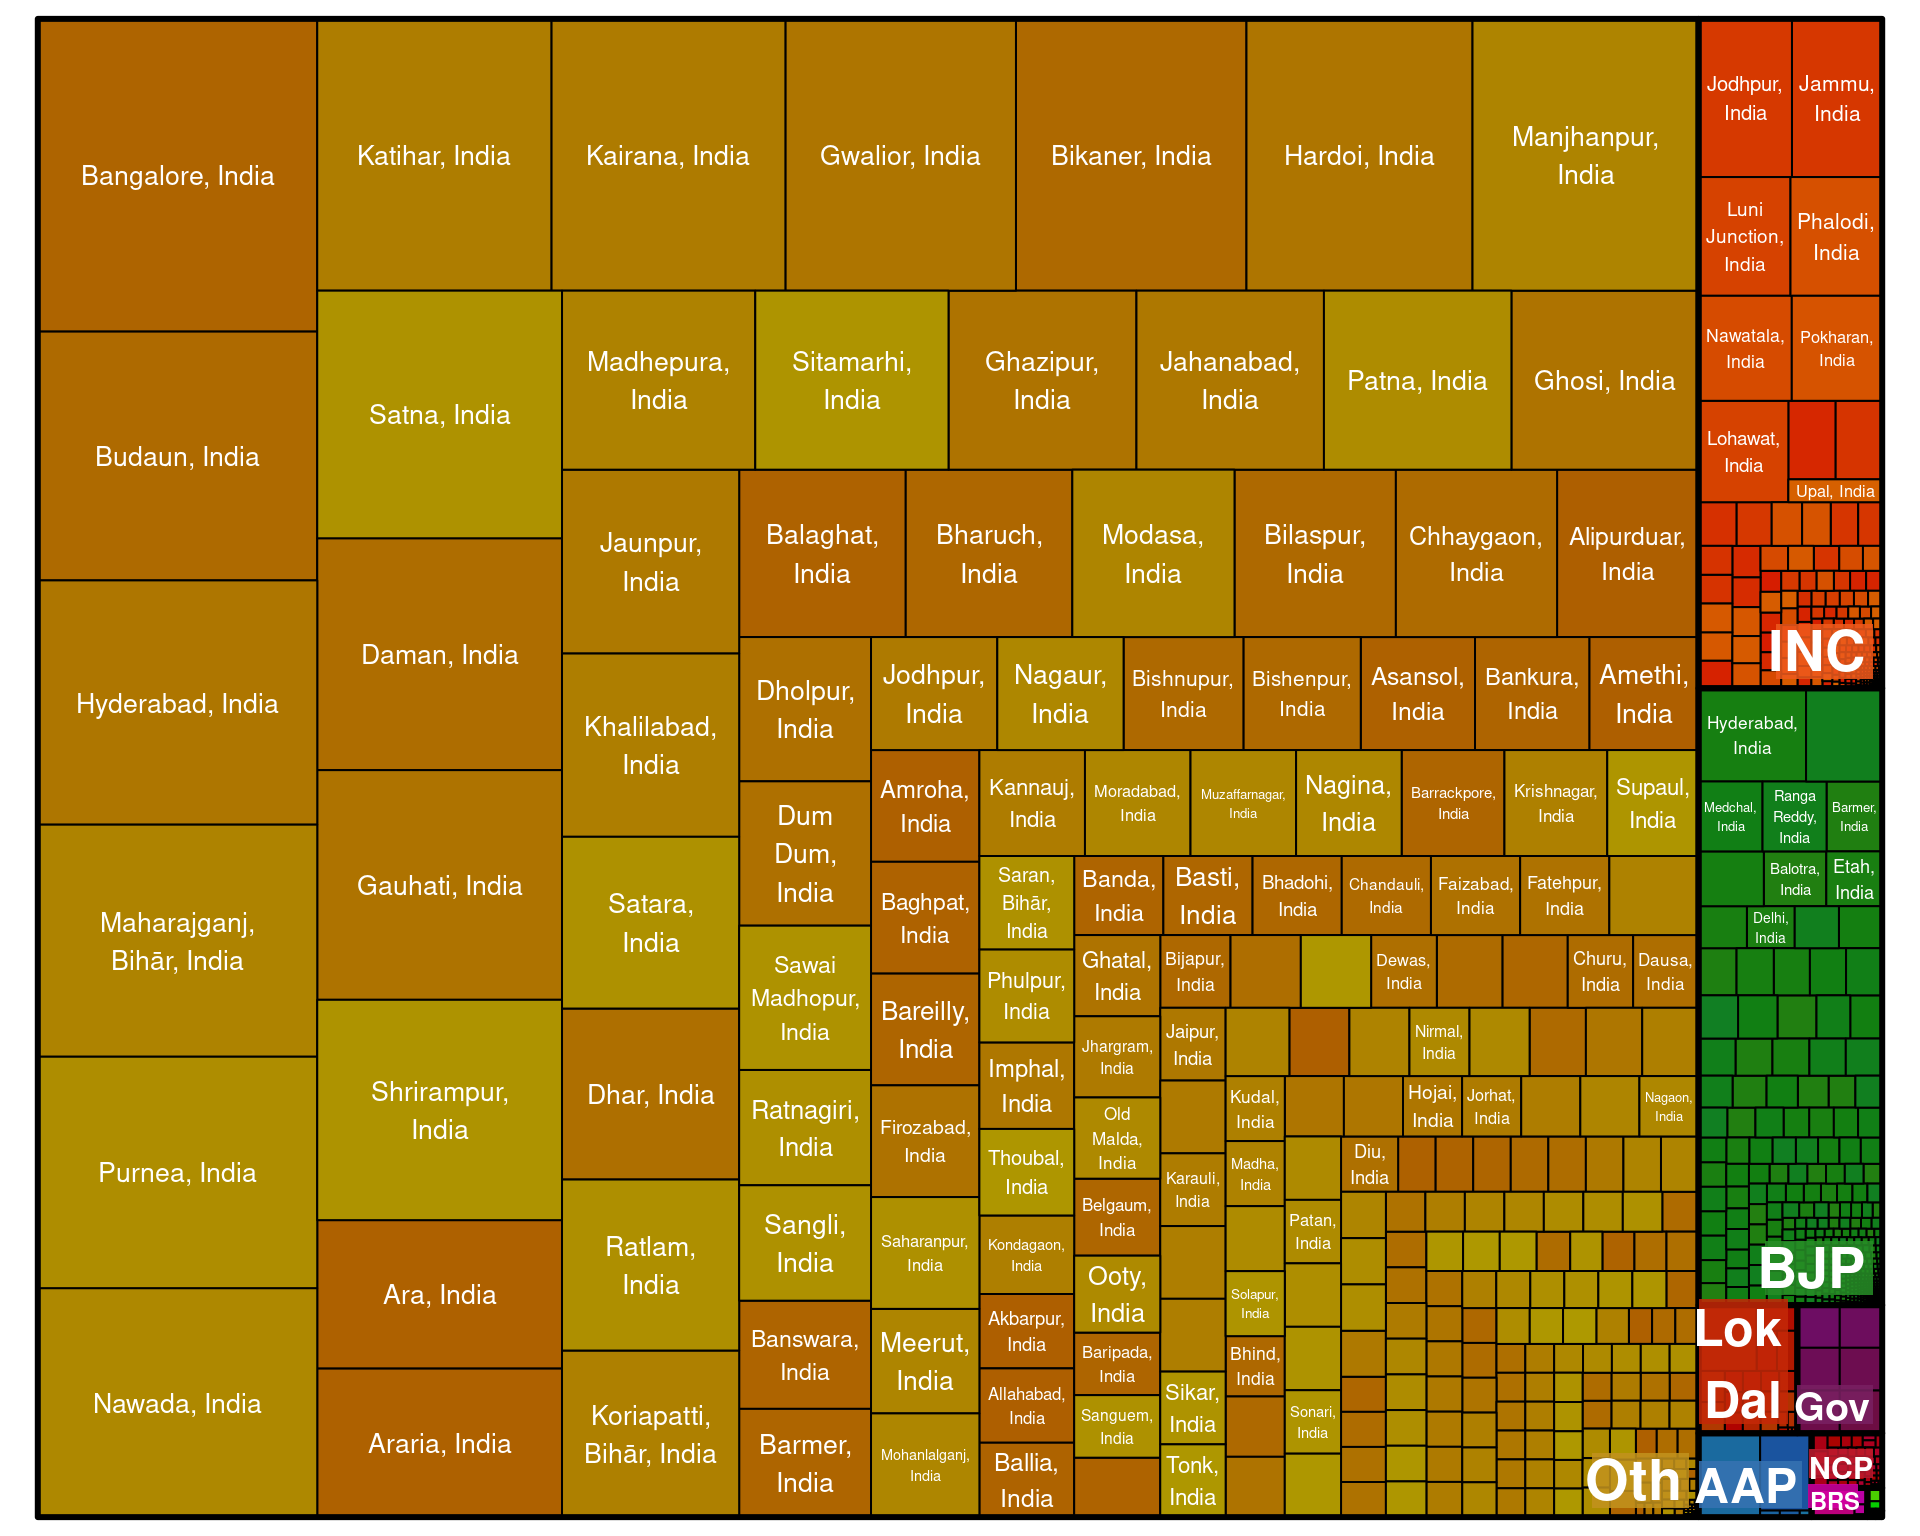 Bangalore, India
Budaun, India
Hyderabad, India
Maharajganj,
Bihār, India
Purnea, India
Nawada, India
Katihar, India
Kairana, India
Gwalior, India
Bikaner, India
Hardoi, India
Manjhanpur,
India
Satna, India
Daman, India
Gauhati, India
Shrirampur,
India
Ara, India
Araria, India
Madhepura,
India
Sitamarhi,
India
Ghazipur,
India
Jahanabad,
India
Patna, India
Ghosi, India
Jaunpur,
India
Khalilabad,
India
Satara,
India
Dhar, India
Ratlam,
India
Koriapatti,
Bihār, India
Balaghat,
India
Bharuch,
India
Modasa,
India
Bilaspur,
India
Chhaygaon,
India
Alipurduar,
India
Dholpur,
India
Dum
Dum,
India
Sawai
Madhopur,
India
Ratnagiri,
India
Sangli,
India
Banswara,
India
Barmer,
India
Jodhpur,
India
Nagaur,
India
Bishnupur,
India
Bishenpur,
India
Asansol,
India
Bankura,
India
Amethi,
India
Amroha,
India
Baghpat,
India
Bareilly,
India
Firozabad,
India
Saharanpur,
India
Meerut,
India
Mohanlalganj,
India
Kannauj,
India
Moradabad,
India
Muzaffarnagar,
India
Nagina,
India
Barrackpore,
India
Krishnagar,
India
Supaul,
India
Saran,
Bihār,
India
Phulpur,
India
Imphal,
India
Thoubal,
India
Kondagaon,
India
Akbarpur,
India
Allahabad,
India
Ballia,
India
Banda,
India
Basti,
India
Bhadohi,
India
Chandauli,
India
Faizabad,
India
Fatehpur,
India
Ghatal,
India
Jhargram,
India
Old
Malda,
India
Belgaum,
India
Ooty,
India
Baripada,
India
Sanguem,
India
Bijapur,
India
Dewas,
India
Churu,
India
Dausa,
India
Jaipur,
India
Nirmal,
India
Karauli,
India
Sikar,
India
Tonk,
India
Kudal,
India
Hojai,
India
Jorhat,
India
Nagaon,
India
Madha,
India
Solapur,
India
Bhind,
India
Diu,
India
Patan,
India
Sonari,
India
Oth
Jodhpur,
India
Jammu,
India
Luni
Junction,
India
Phalodi,
India
Nawatala,
India
Pokharan,
India
Lohawat,
India
Upal, India
INC
Hyderabad,
India
Medchal,
India
Ranga
Reddy,
India
Barmer,
India
Balotra,
India
Etah,
India
Delhi,
India
BJP
Lok
Dal
Gov
AAP
NCP
BRS